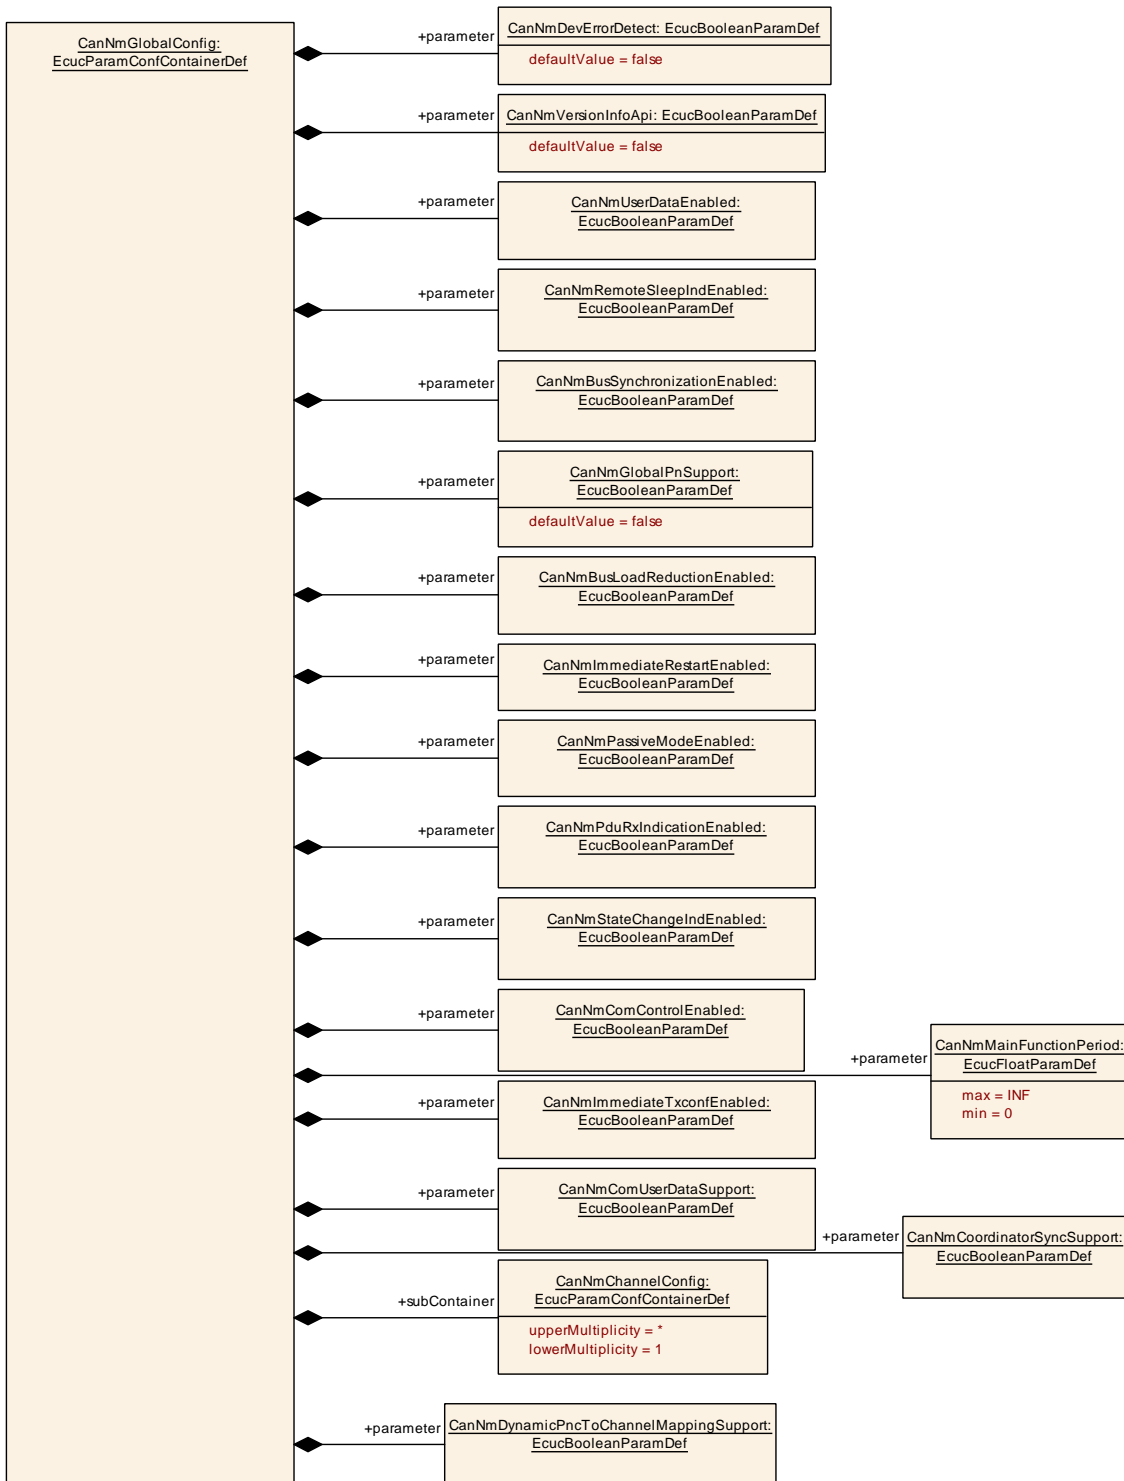 CanNmGlobalConfig:
EcucParamConfContainerDef
+parameter
CanNmDevErrorDetect: EcucBooleanParamDef
defaultValue = false
+parameter
CanNmVersionInfoApi: EcucBooleanParamDef
defaultValue = false
+parameter
CanNmUserDataEnabled:
EcucBooleanParamDef
+parameter
CanNmRemoteSleepIndEnabled:
EcucBooleanParamDef
+parameter
CanNmBusSynchronizationEnabled:
EcucBooleanParamDef
+parameter
CanNmGlobalPnSupport:
EcucBooleanParamDef
defaultValue = false
+parameter
CanNmBusLoadReductionEnabled:
EcucBooleanParamDef
+parameter
CanNmImmediateRestartEnabled:
EcucBooleanParamDef
+parameter
CanNmPassiveModeEnabled:
EcucBooleanParamDef
+parameter
CanNmPduRxIndicationEnabled:
EcucBooleanParamDef
+parameter
CanNmStateChangeIndEnabled:
EcucBooleanParamDef
+parameter
CanNmComControlEnabled:
EcucBooleanParamDef
+parameter
CanNmMainFunctionPeriod:
EcucFloatParamDef
max = INF
min = 0
+parameter
CanNmImmediateTxconfEnabled:
EcucBooleanParamDef
+parameter
CanNmComUserDataSupport:
EcucBooleanParamDef
+parameter
CanNmCoordinatorSyncSupport:
EcucBooleanParamDef
+subContainer
CanNmChannelConfig:
EcucParamConfContainerDef
upperMultiplicity = *
lowerMultiplicity = 1
+parameter
CanNmDynamicPncToChannelMappingSupport:
EcucBooleanParamDef